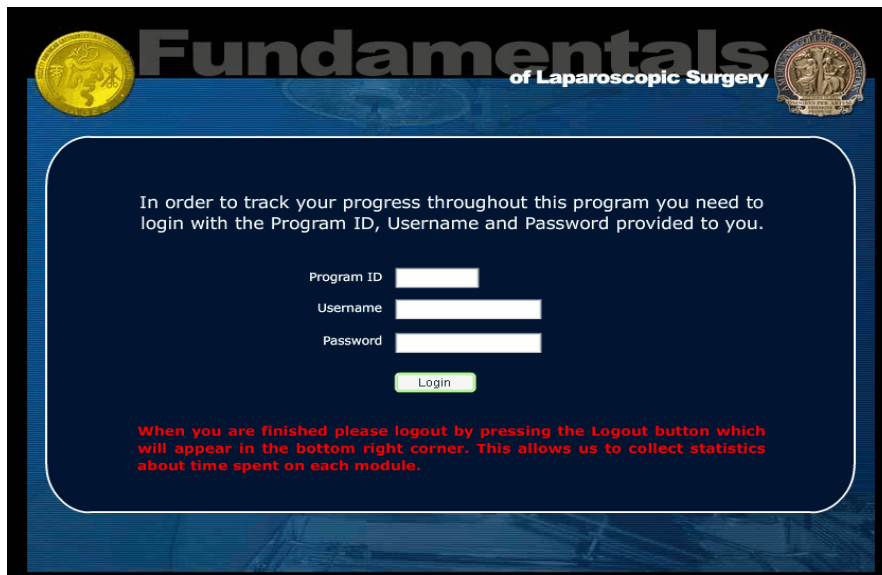 Fundamentals
of Laparoscopic Surgery
In order to track your progress throughout this program you need to
login with the Program ID, Username and Password provided to you.
Program ID
Username
Password
Login
When you are finished please logout by pressing the Logout button which
will appear in the bottom right corner. This allows us to collect statistics
about time spent on each module.